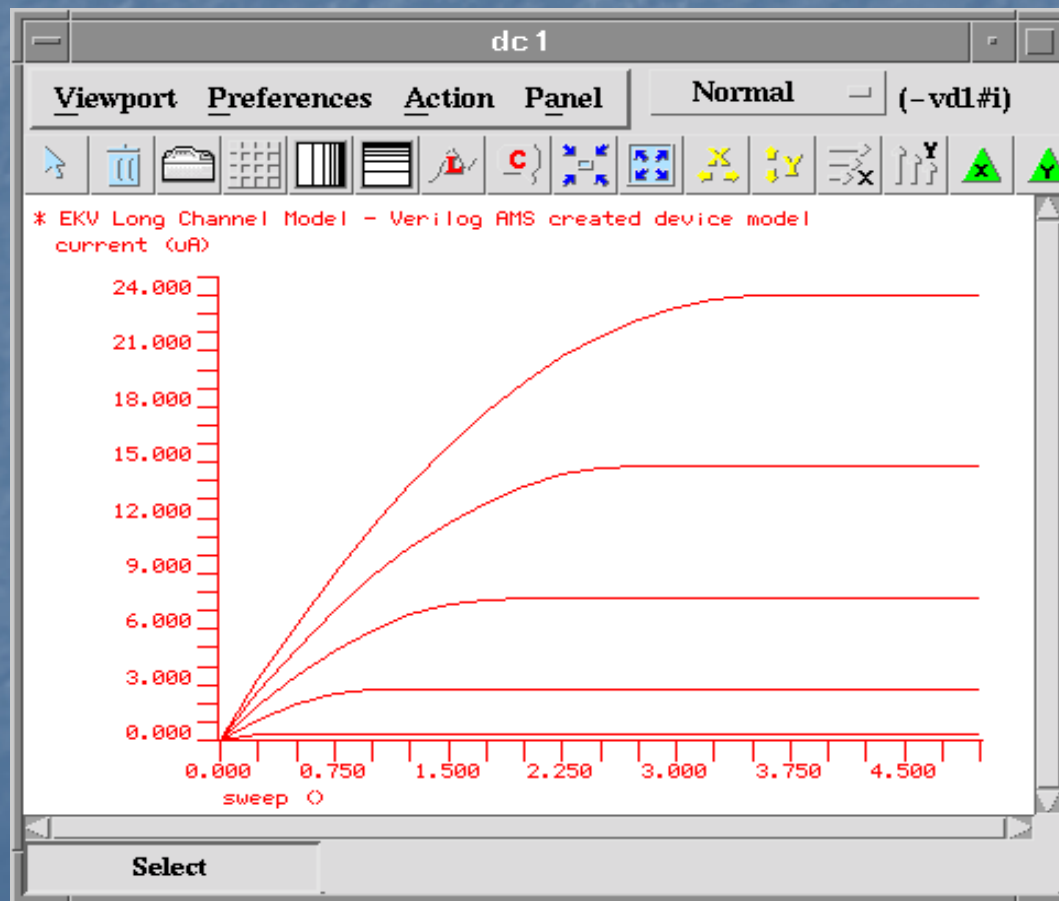 dc1
Viewport Preferences Action Panel Normal (-vd1#i)
L C X Y X Y X Y
* EKV Long Channel Model - Verilog AMS created device model
current (uA)
24.000
21.000
18.000
15.000
12.000
9.000
6.000
3.000
0.000
0.000 0.750 1.500 2.250 3.000 3.750 4.500
sweep ()
Select